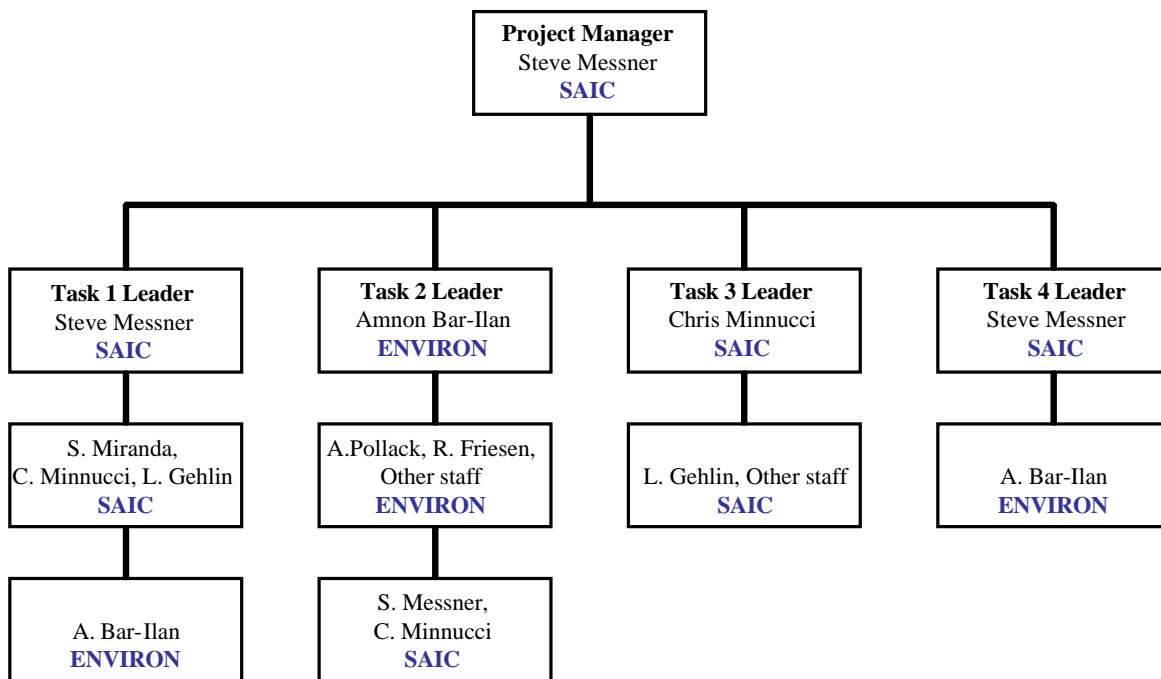 Project Manager
Steve Messner
SAIC
Task 1 Leader
Steve Messner
SAIC
Task 2 Leader
Amnon Bar-Ilan
ENVIRON
Task 3 Leader
Chris Minnucci
SAIC
Task 4 Leader
Steve Messner
SAIC
S. Miranda,
C. Minnucci, L. Gehlin
SAIC
A.Pollack, R. Friesen,
Other staff
ENVIRON
L. Gehlin, Other staff
SAIC
A. Bar-Ilan
ENVIRON
A. Bar-Ilan
ENVIRON
S. Messner,
C. Minnucci
SAIC